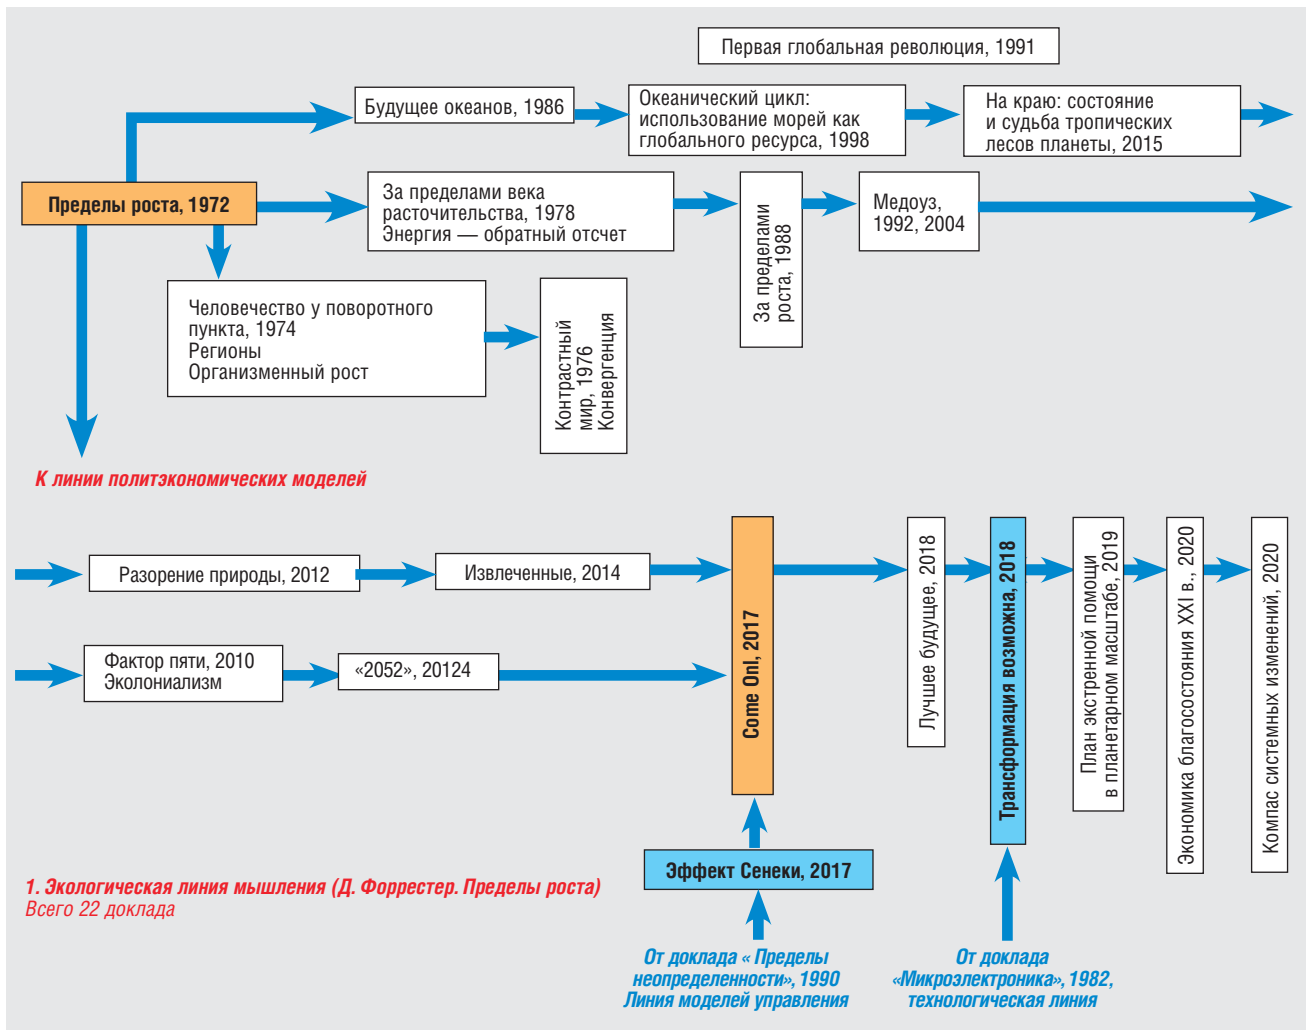 Первая глобальная революция, 1991
Будущее океанов, 1986
Океанический цикл:
использование морей как
глобального ресурса, 1998
На краю: состояние
и судьба тропических
лесов планеты, 2015
Пределы роста, 1972
За пределами века
расточительства, 1978
Энергия — обратный отсчет
За пределами
роста, 1988
Медоуз,
1992, 2004
Человечество у поворотного
пункта, 1974
Регионы
Организменный рост
Контрастный
мир, 1976
Конвергенция
К линии политэкономических моделей
Разорение природы, 2012
Извлеченные, 2014
Фактор пяти, 2010
Эколониализм
«2052», 20124
Come Onl, 2017
Лучшее будущее, 2018
Трансформация возможна, 2018
План экстренной помощи
в планетарном масштабе, 2019
Экономика благосостояния XXI в., 2020
Компас системных изменений, 2020
Эффект Сенеки, 2017
1. Экологическая линия мышления (Д. Форрестер. Пределы роста)
Всего 22 доклада
От доклада « Пределы
неопределенности», 1990
Линия моделей управления
От доклада
«Микроэлектроника», 1982,
технологическая линия